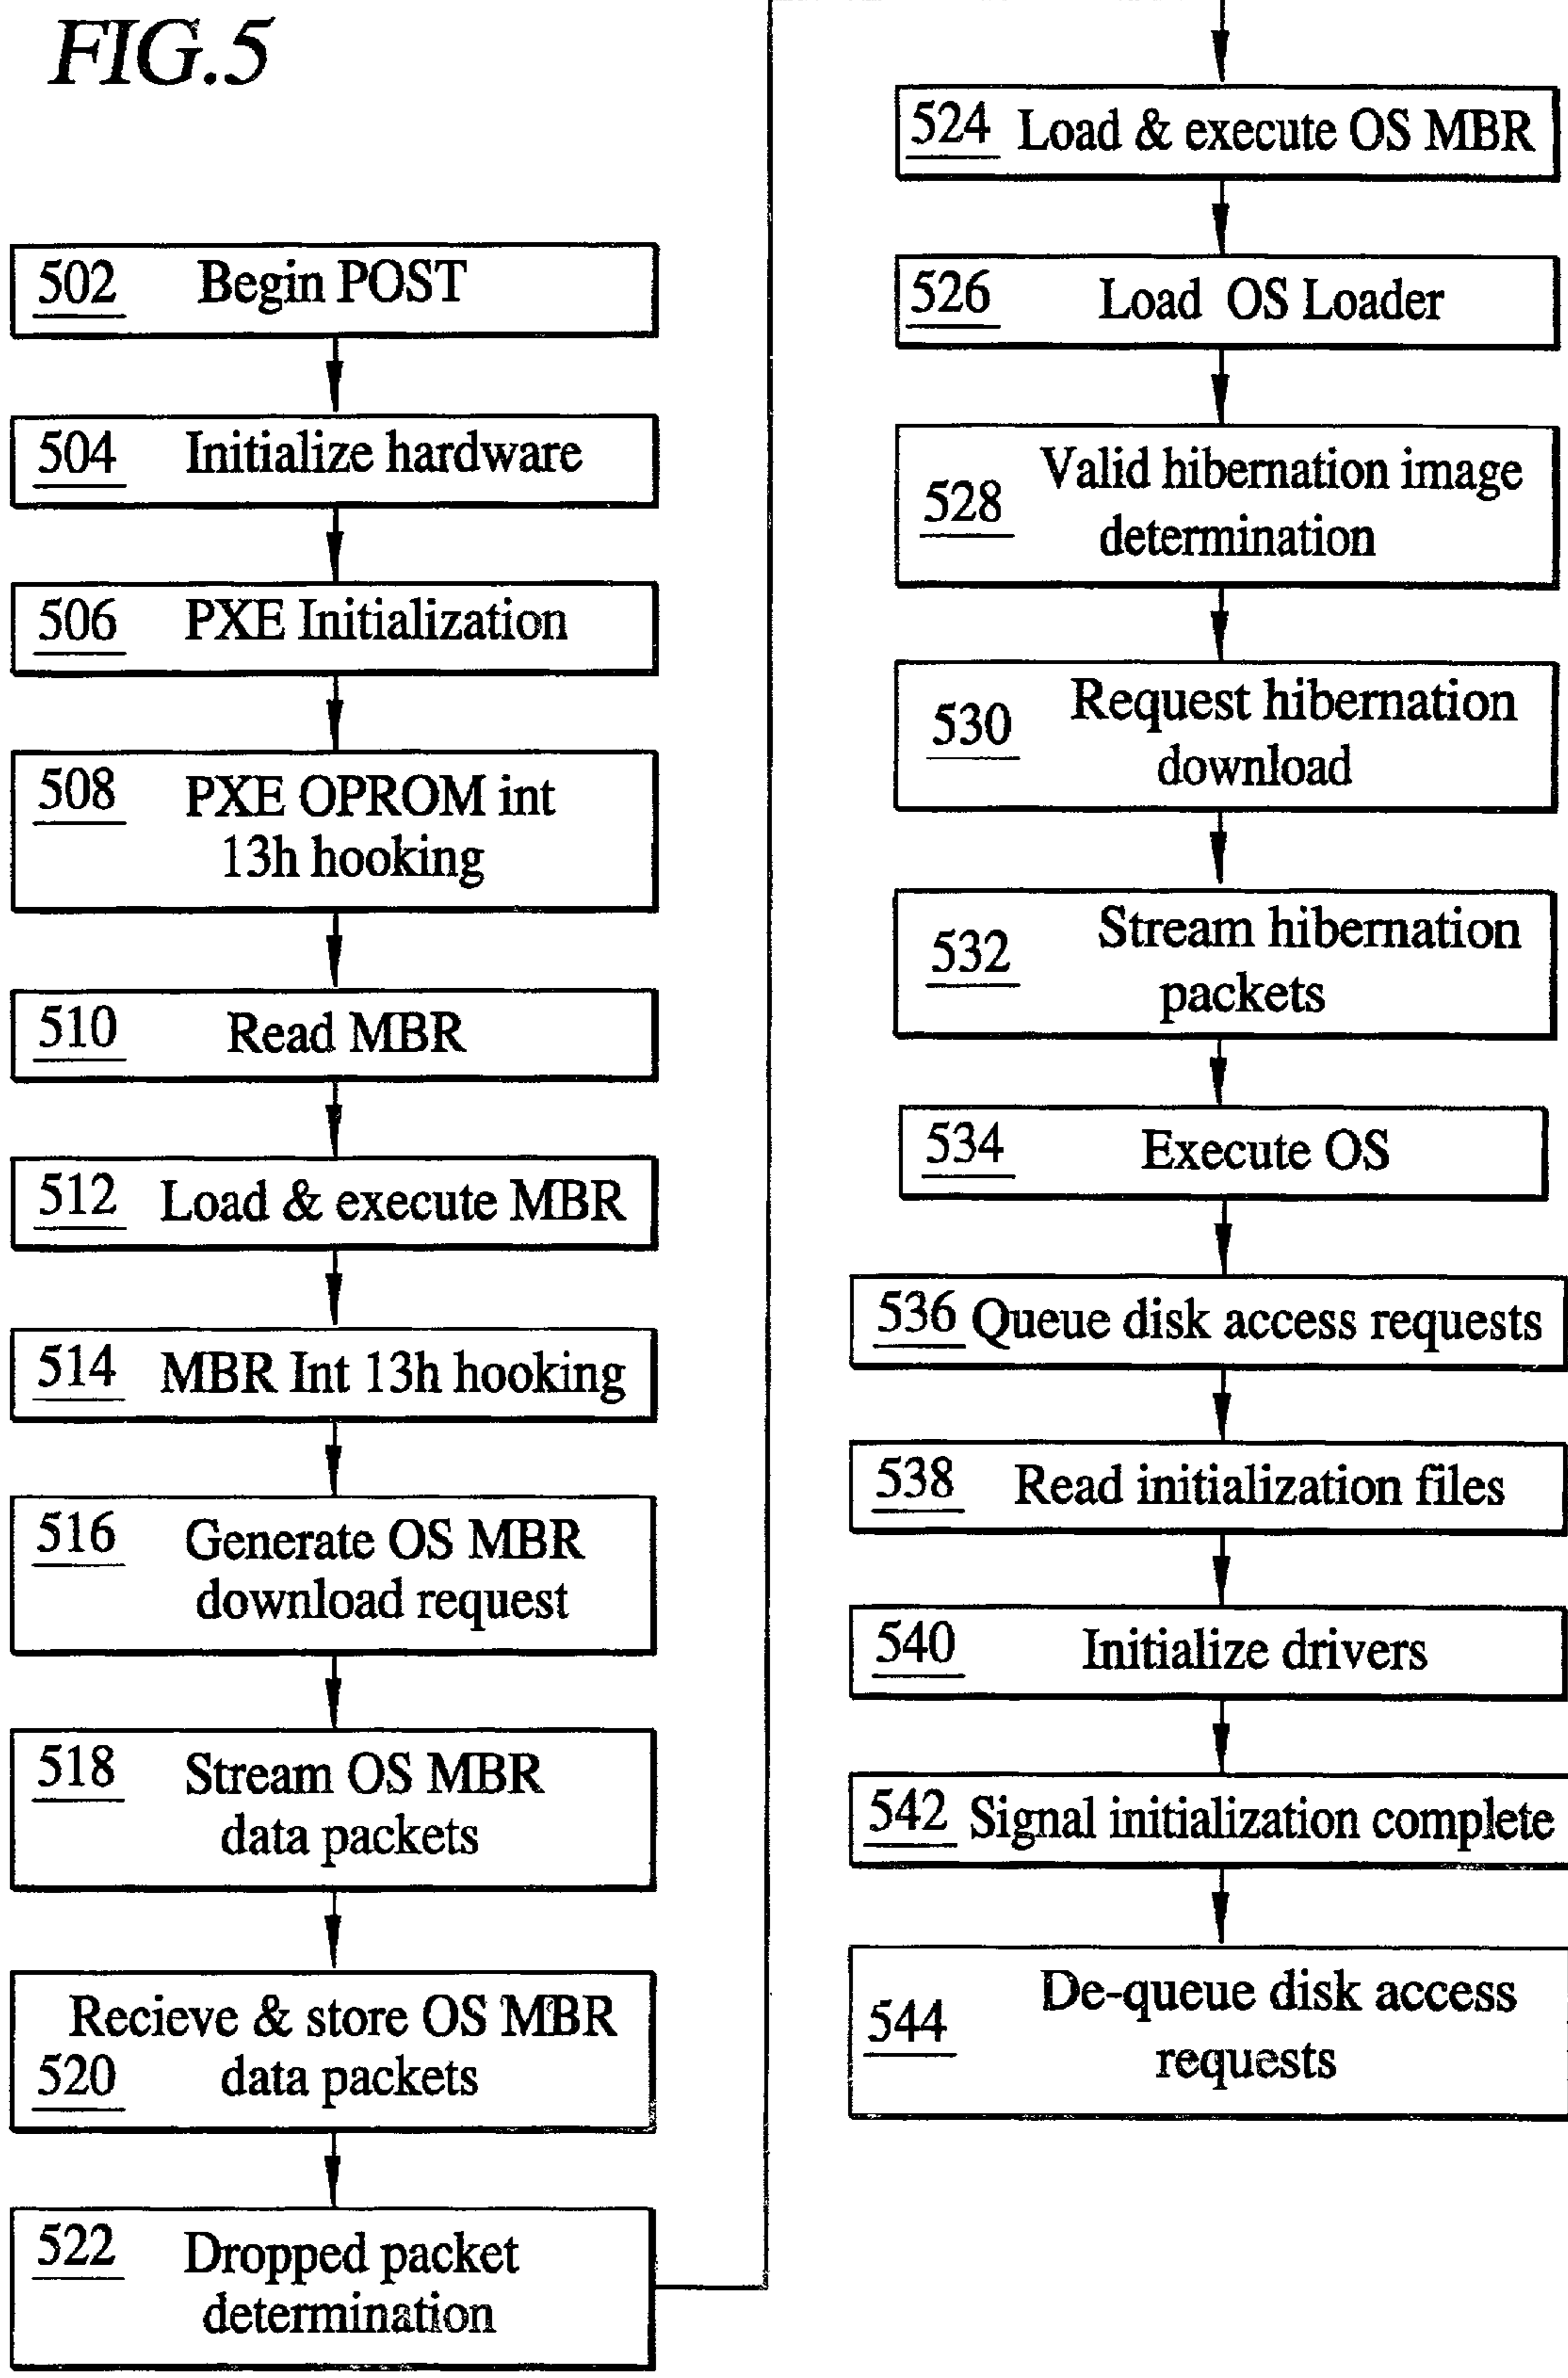 FIG.5
502 Begin POST
504 Initialize hardware
506 PXE Initialization
508 PXE OPROM int
13h hooking
510 Read MBR
512 Load & execute MBR
514 MBR Int 13h hooking
516 Generate OS MBR
download request
518 Stream OS MBR
data packets
Recieve & store OS MBR
520 data packets
522 Dropped packet
determination
524 Load & execute OS MBR
526 Load OS Loader
528 Valid hibernation image
determination
530 Request hibernation
download
532 Stream hibernation
packets
534 Execute OS
536 Queue disk access requests
538 Read initialization files
540 Initialize drivers
542 Signal initialization complete
544 De-queue disk access
requests